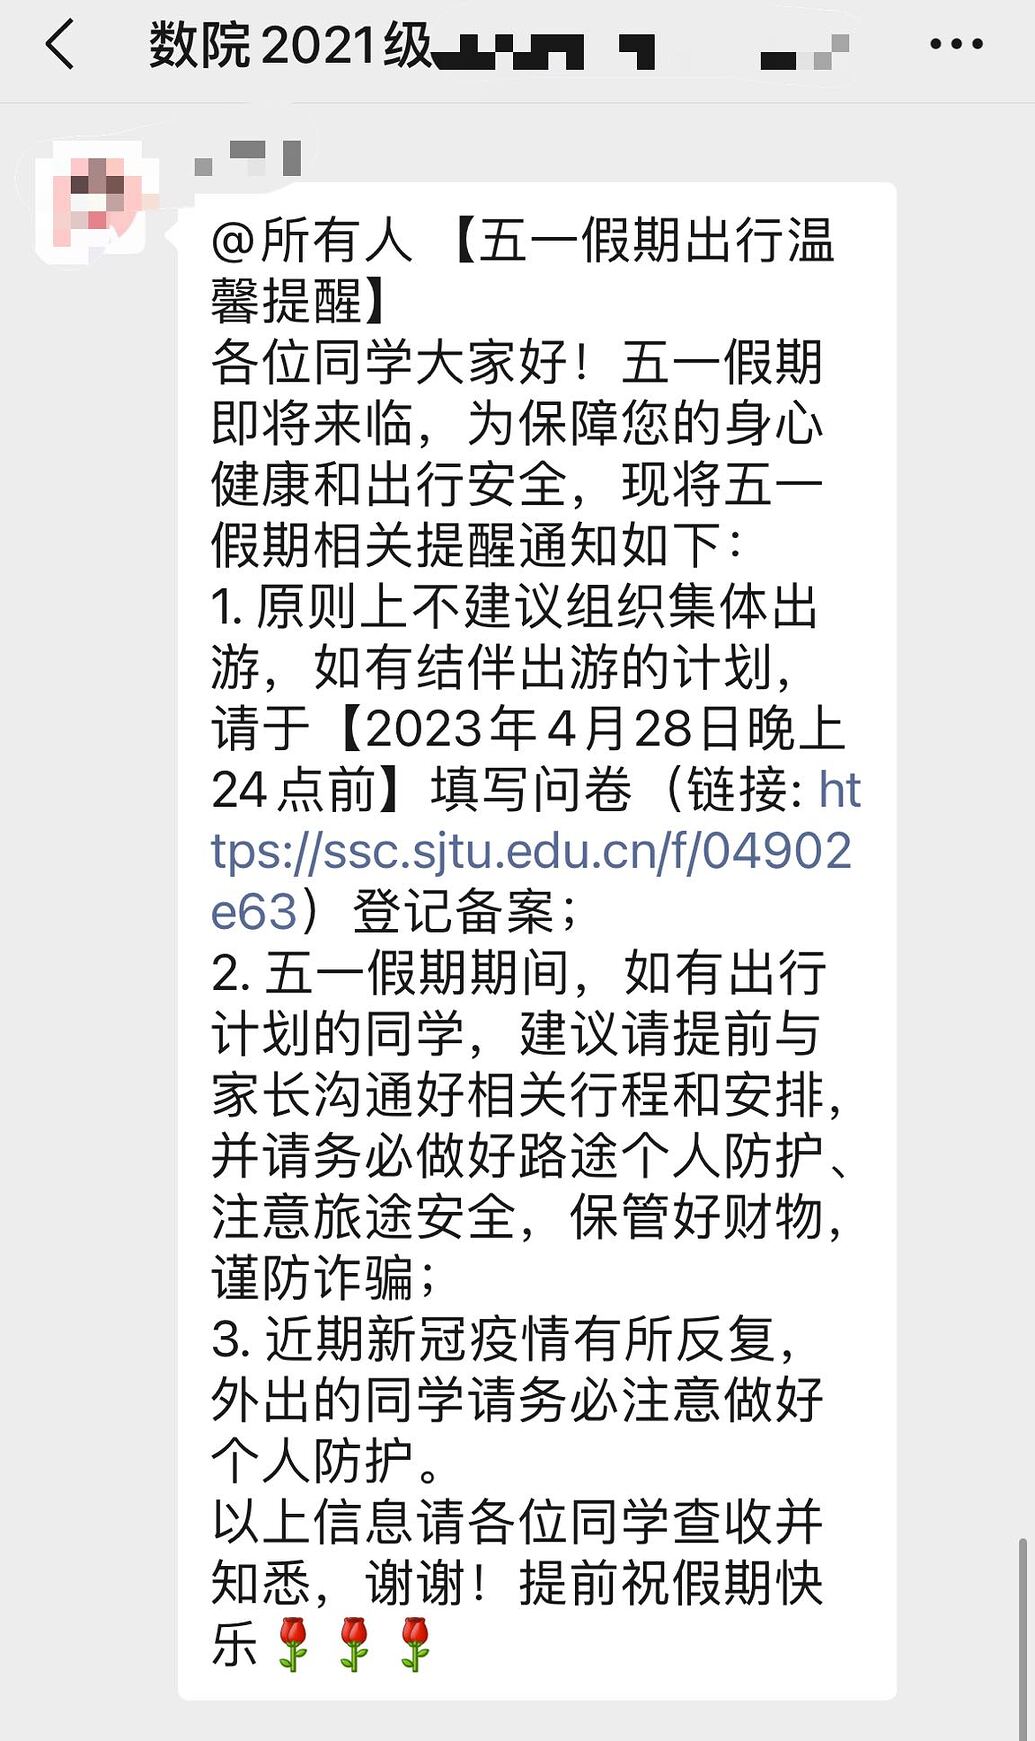 数院2021级
@所有人 【五一假期出行温
馨提醒】
各位同学大家好！五一假期
即将来临，为保障您的身心
健康和出行安全，现将五一
假期相关提醒通知如下：
1. 原则上不建议组织集体出
游，如有结伴出游的计划，
请于【2023年4月28日晚上
24点前】填写问卷（链接: ht
tps://ssc.sjtu.edu.cn/f/04902
e63）登记备案；
2. 五一假期期间，如有出行
计划的同学，建议请提前与
家长沟通好相关行程和安排，
并请务必做好路途个人防护、
注意旅途安全，保管好财物，
谨防诈骗；
3. 近期新冠疫情有所反复，
外出的同学请务必注意做好
个人防护。
以上信息请各位同学查收并
知悉，谢谢！提前祝假期快
乐🌹🌹🌹